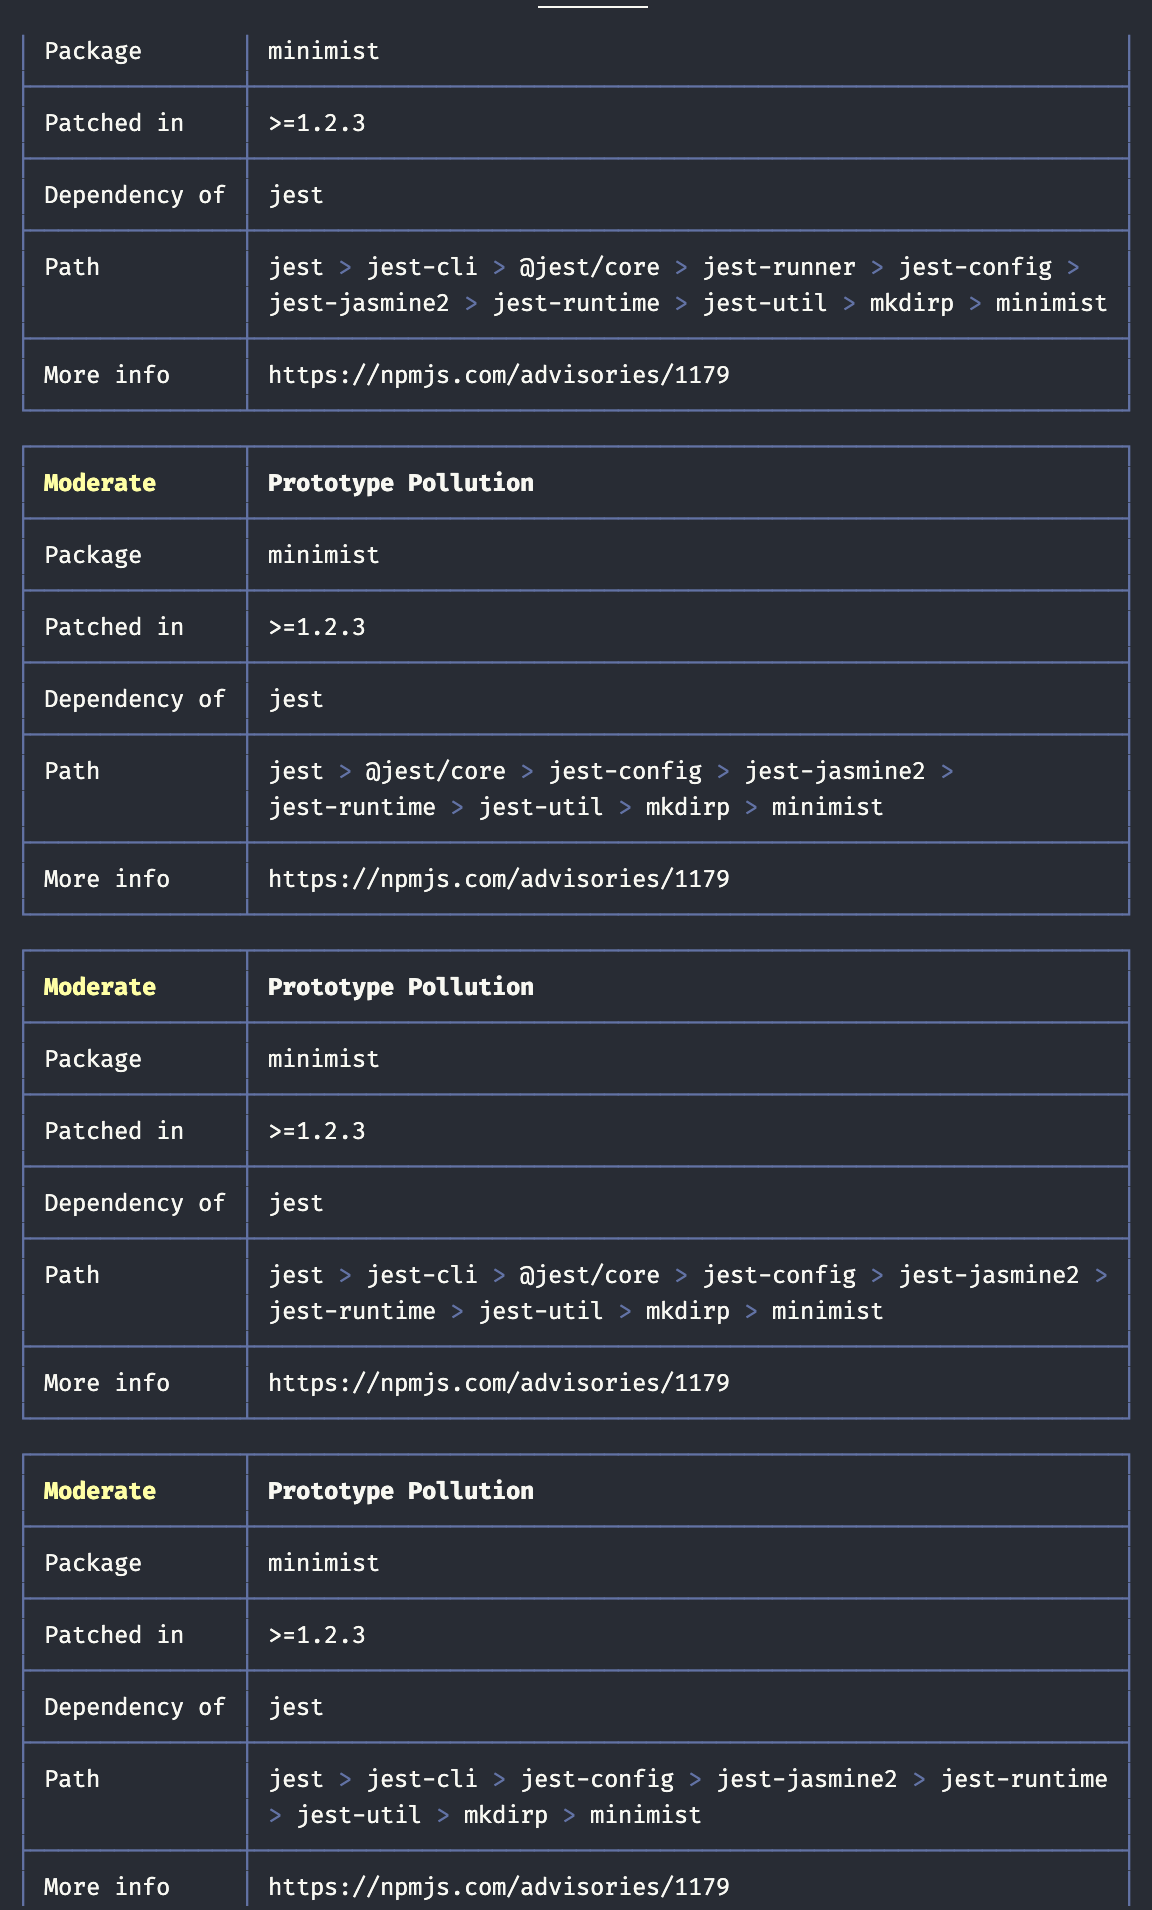 Package minimist
Patched in >=1.2.3
Dependency of jest
Path jest > jest-cli > @jest/core > jest-runner > jest-config >
jest-jasmine2 > jest-runtime > jest-util > mkdirp > minimist
More info https://npmjs.com/advisories/1179
Moderate Prototype Pollution
Package minimist
Patched in >=1.2.3
Dependency of jest
Path jest > @jest/core > jest-config > jest-jasmine2 >
jest-runtime > jest-util > mkdirp > minimist
More info https://npmjs.com/advisories/1179
Moderate Prototype Pollution
Package minimist
Patched in >=1.2.3
Dependency of jest
Path jest > jest-cli > @jest/core > jest-config > jest-jasmine2 >
jest-runtime > jest-util > mkdirp > minimist
More info https://npmjs.com/advisories/1179
Moderate Prototype Pollution
Package minimist
Patched in >=1.2.3
Dependency of jest
Path jest > jest-cli > jest-config > jest-jasmine2 > jest-runtime
> jest-util > mkdirp > minimist
More info https://npmjs.com/advisories/1179